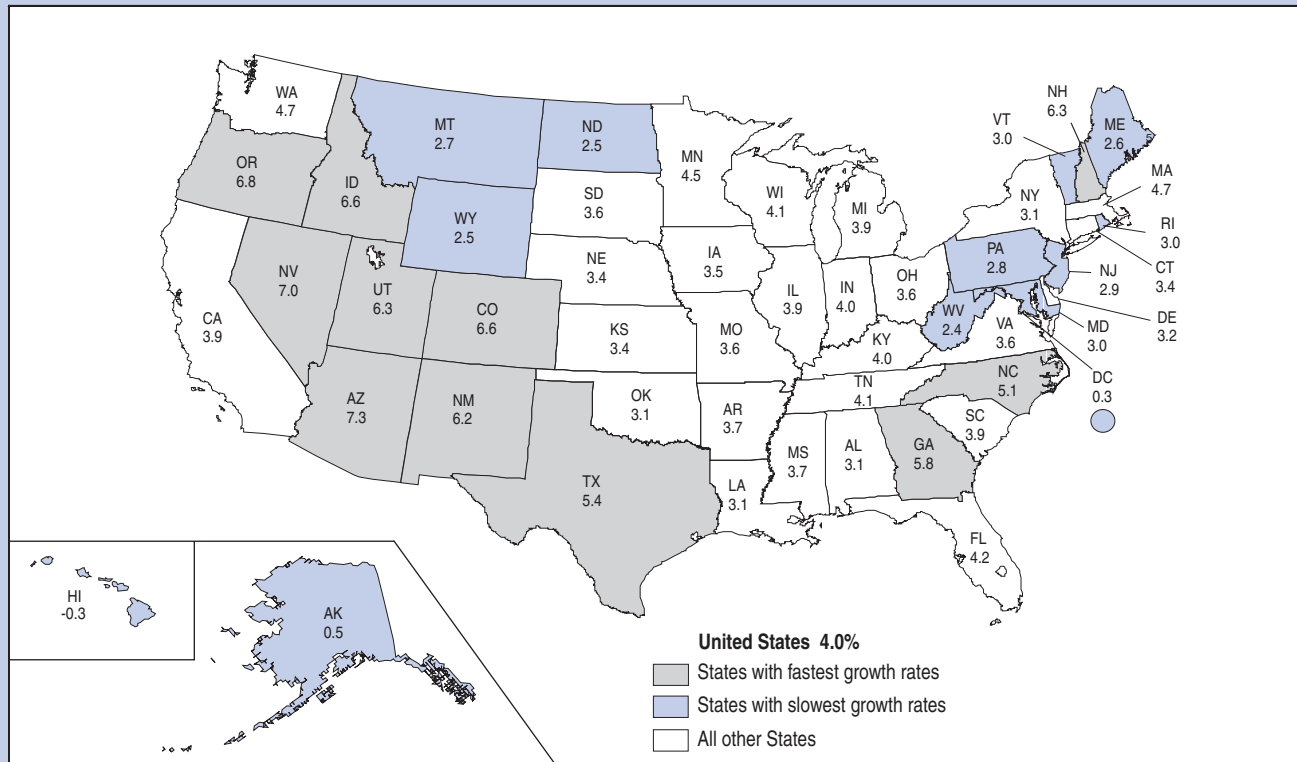 WA
4.7
OR
6.8
ID
6.6
MT
2.7
ND
2.5
MN
4.5
WY
2.5
SD
3.6
WI
4.1
MI
3.9
NY
3.1
VT
3.0
NH
6.3
ME
2.6
MA
4.7
RI
3.0
CT
3.4
NJ
2.9
DE
3.2
MD
3.0
DC
0.3
PA
2.8
NV
7.0
UT
6.3
CO
6.6
NE
3.4
IA
3.5
IL
3.9
IN
4.0
OH
3.6
WV
2.4
VA
3.6
CA
3.9
KS
3.4
MO
3.6
KY
4.0
NC
5.1
TN
4.1
AZ
7.3
NM
6.2
OK
3.1
AR
3.7
SC
3.9
MS
3.7
AL
3.1
GA
5.8
TX
5.4
LA
3.1
FL
4.2
HI
-0.3
AK
0.5
United States 4.0%
States with fastest growth rates
States with slowest growth rates
All other States